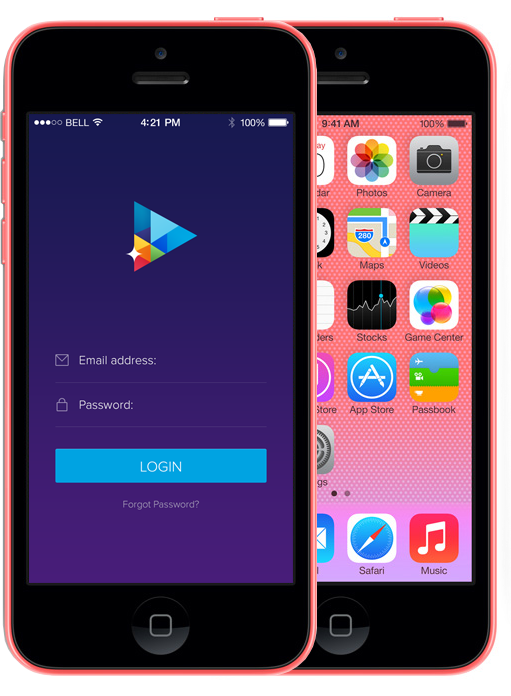 BELL 4:21 PM 100%
Email address:
Password:
LOGIN
Forgot Password?
9:41 AM 100%
day
dar Photos Camera
280
k Maps Videos
ders Stocks Game Center
Store App Store Passbook
gs
l Safari Music